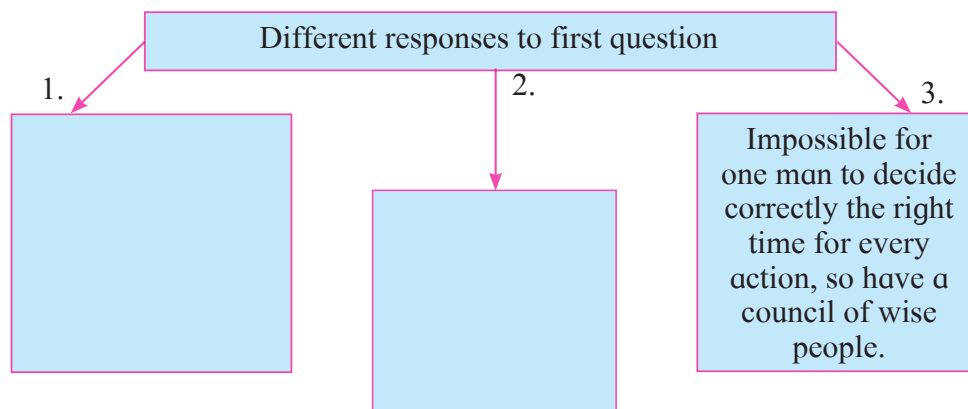 Different responses to first question
1.
2.
3.
Impossible for
one man to decide
correctly the right
time for every
action, so have a
council of wise
people.